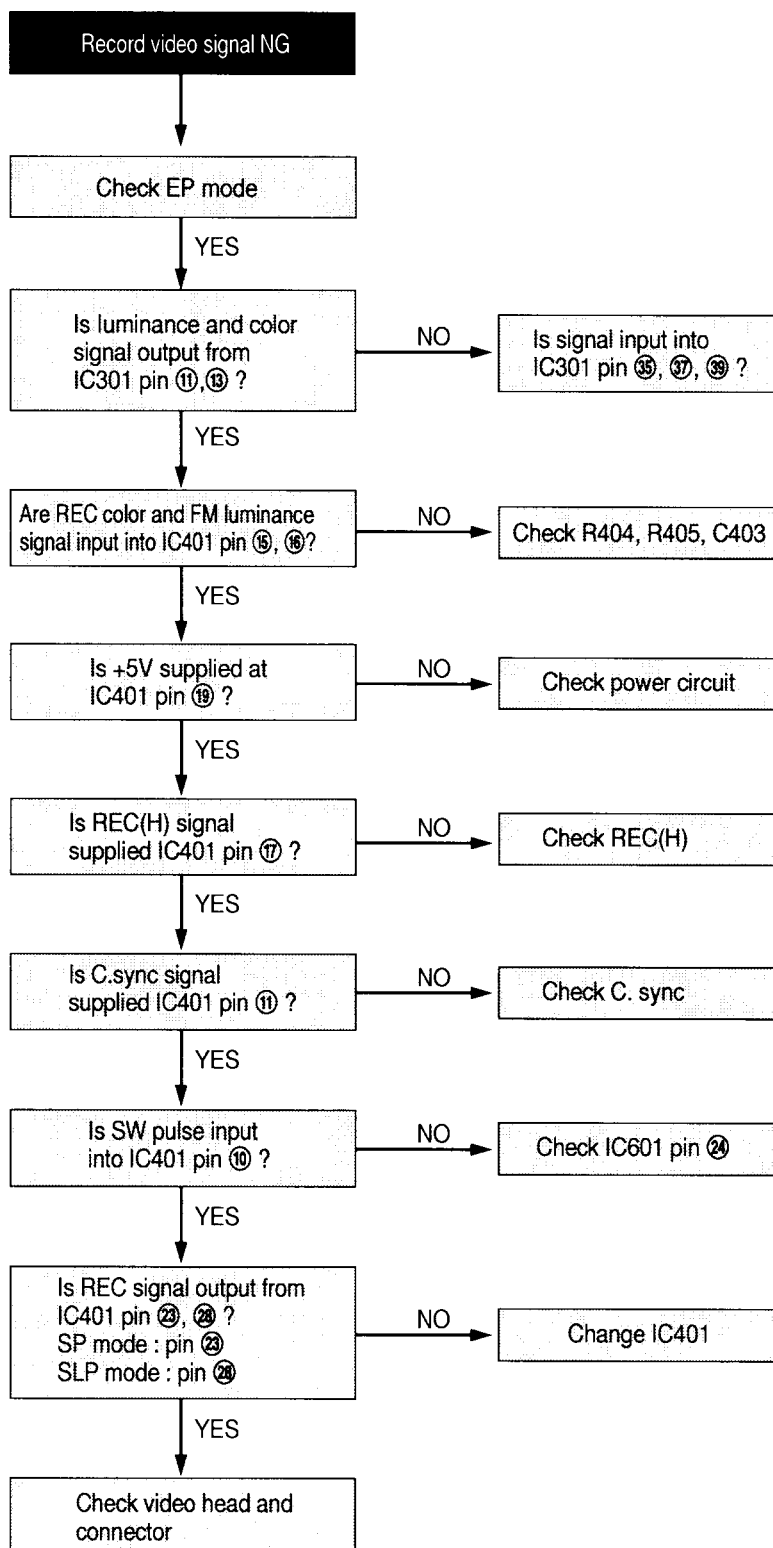 Record video signal NG
Check EP mode
YES
Is luminance and color
signal output from
IC301 pin ⑪,⑬ ?
NO
Is signal input into
IC301 pin ㉟, ㊲, ㊴ ?
YES
Are REC color and FM luminance
signal input into IC401 pin ⑮, ⑯?
NO
Check R404, R405, C403
YES
Is +5V supplied at
IC401 pin ⑲ ?
NO
Check power circuit
YES
Is REC(H) signal
supplied IC401 pin ⑰ ?
NO
Check REC(H)
YES
Is C.sync signal
supplied IC401 pin ⑪ ?
NO
Check C. sync
YES
Is SW pulse input
into IC401 pin ⑩ ?
NO
Check IC601 pin ㉔
YES
Is REC signal output from
IC401 pin ㉓, ㉘ ?
SP mode : pin ㉓
SLP mode : pin ㉘
NO
Change IC401
YES
Check video head and
connector